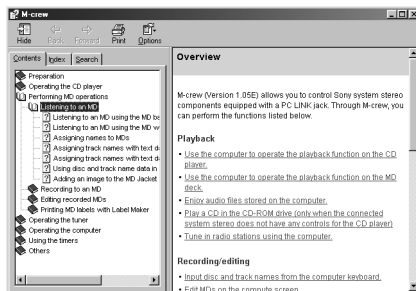 M-crew
Hide Back Forward Print Options
Contents Index Search
Preparation
Operating the CD player
Performing MD operations
Listening to an MD
Listening to an MD using the MD ba
Listening to an MD using the MD w
Assigning names to MDs
Assigning track names with text da
Assigning track names with text da
Using disc and track name data in
Adding an image to the MD Jacket
Recording to an MD
Editing recorded MDs
Printing MD labels with Label Maker
Operating the tuner
Operating the computer
Using the timers
Others
Overview
M-crew (Version 1.05E) allows you to control Sony system stereo
components equipped with a PC LINK jack. Through M-crew, you
can perform the functions listed below.
Playback
• Use the computer to operate the playback function on the CD
player.
• Use the computer to operate the playback function on the MD
deck.
• Enjoy audio files stored on the computer.
• Play a CD in the CD-ROM drive (only when the connected
system stereo does not have any controls for the CD player)
• Tune in radio stations using the computer.
Recording/editing
• Input disc and track names from the computer keyboard.
• Edit MDs on the compute screen